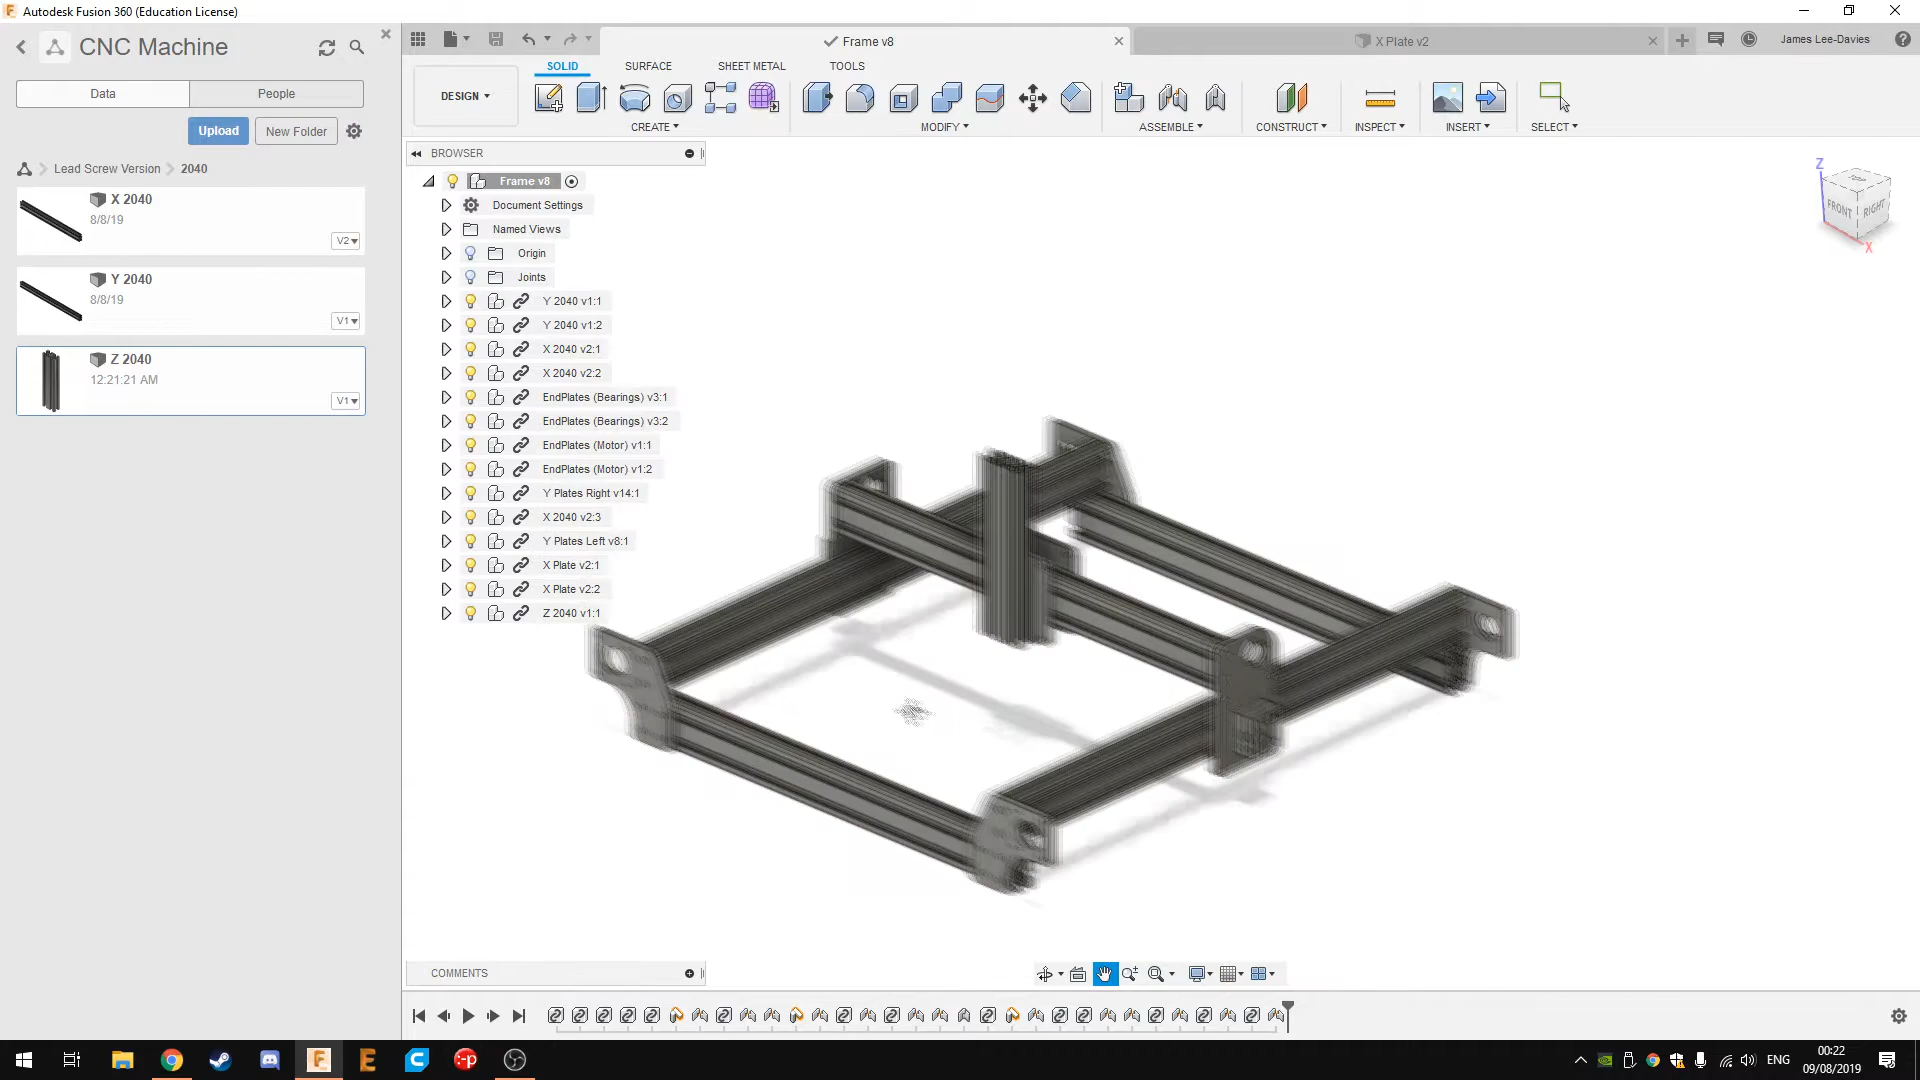 Autodesk Fusion 360 (Education License)
CNC Machine
Data
People
Upload
New Folder
Lead Screw Version
2040
X 2040
8/8/19
V2
Y 2040
8/8/19
V1
Z 2040
12:21:21 AM
V1
Frame v8
X Plate v2
James Lee-Davies
SOLID
SURFACE
SHEET METAL
TOOLS
DESIGN
CREATE
MODIFY
ASSEMBLE
CONSTRUCT
INSPECT
INSERT
SELECT
BROWSER
Frame v8
Document Settings
Named Views
Origin
Joints
Y 2040 v1:1
Y 2040 v1:2
X 2040 v2:1
X 2040 v2:2
EndPlates (Bearings) v3:1
EndPlates (Bearings) v3:2
EndPlates (Motor) v1:1
EndPlates (Motor) v1:2
Y Plates Right v14:1
X 2040 v2:3
Y Plates Left v8:1
X Plate v2:1
X Plate v2:2
Z 2040 v1:1
Z
TOP
FRONT
RIGHT
X
COMMENTS
ENG
00:22
09/08/2019